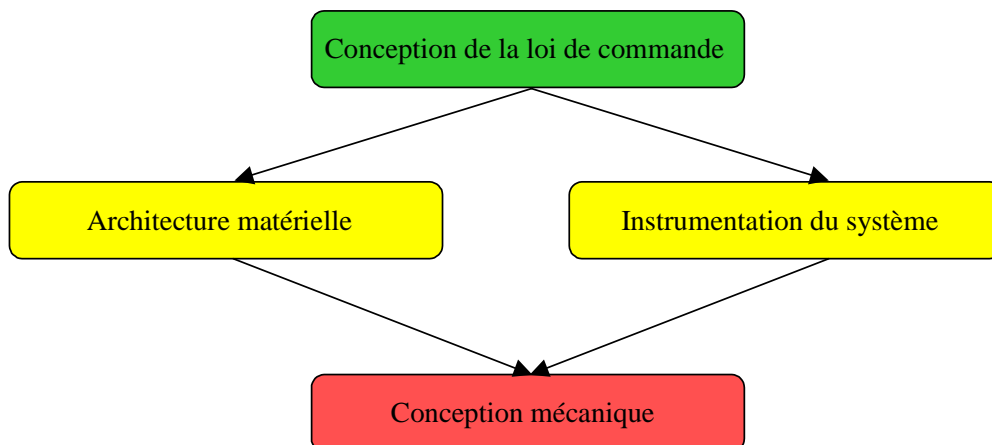 Conception de la loi de commande
Architecture matérielle
Instrumentation du système
Conception mécanique